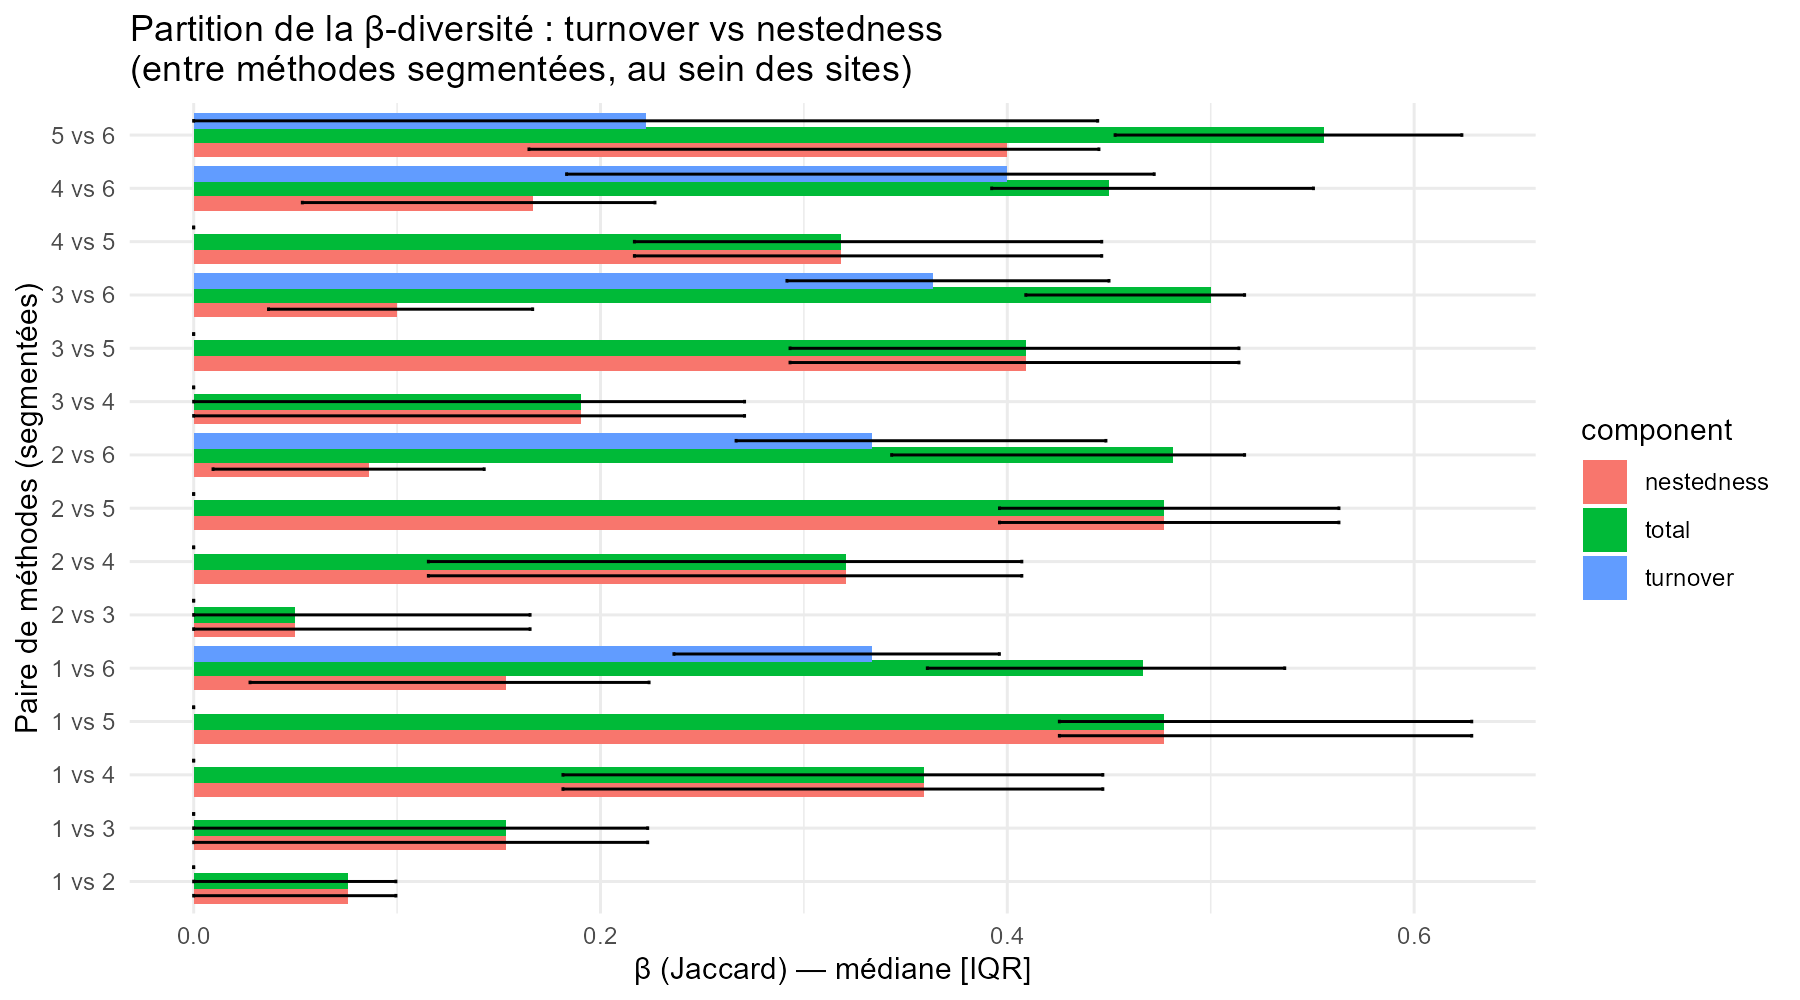 Partition de la β-diversité : turnover vs nestedness
(entre méthodes segmentées, au sein des sites)
Paire de méthodes (segmentées)
5 vs 6
4 vs 6
4 vs 5
3 vs 6
3 vs 5
3 vs 4
2 vs 6
2 vs 5
2 vs 4
2 vs 3
1 vs 6
1 vs 5
1 vs 4
1 vs 3
1 vs 2
0.0 0.2 0.4 0.6
β (Jaccard) — médiane [IQR]
component
nestedness
total
turnover